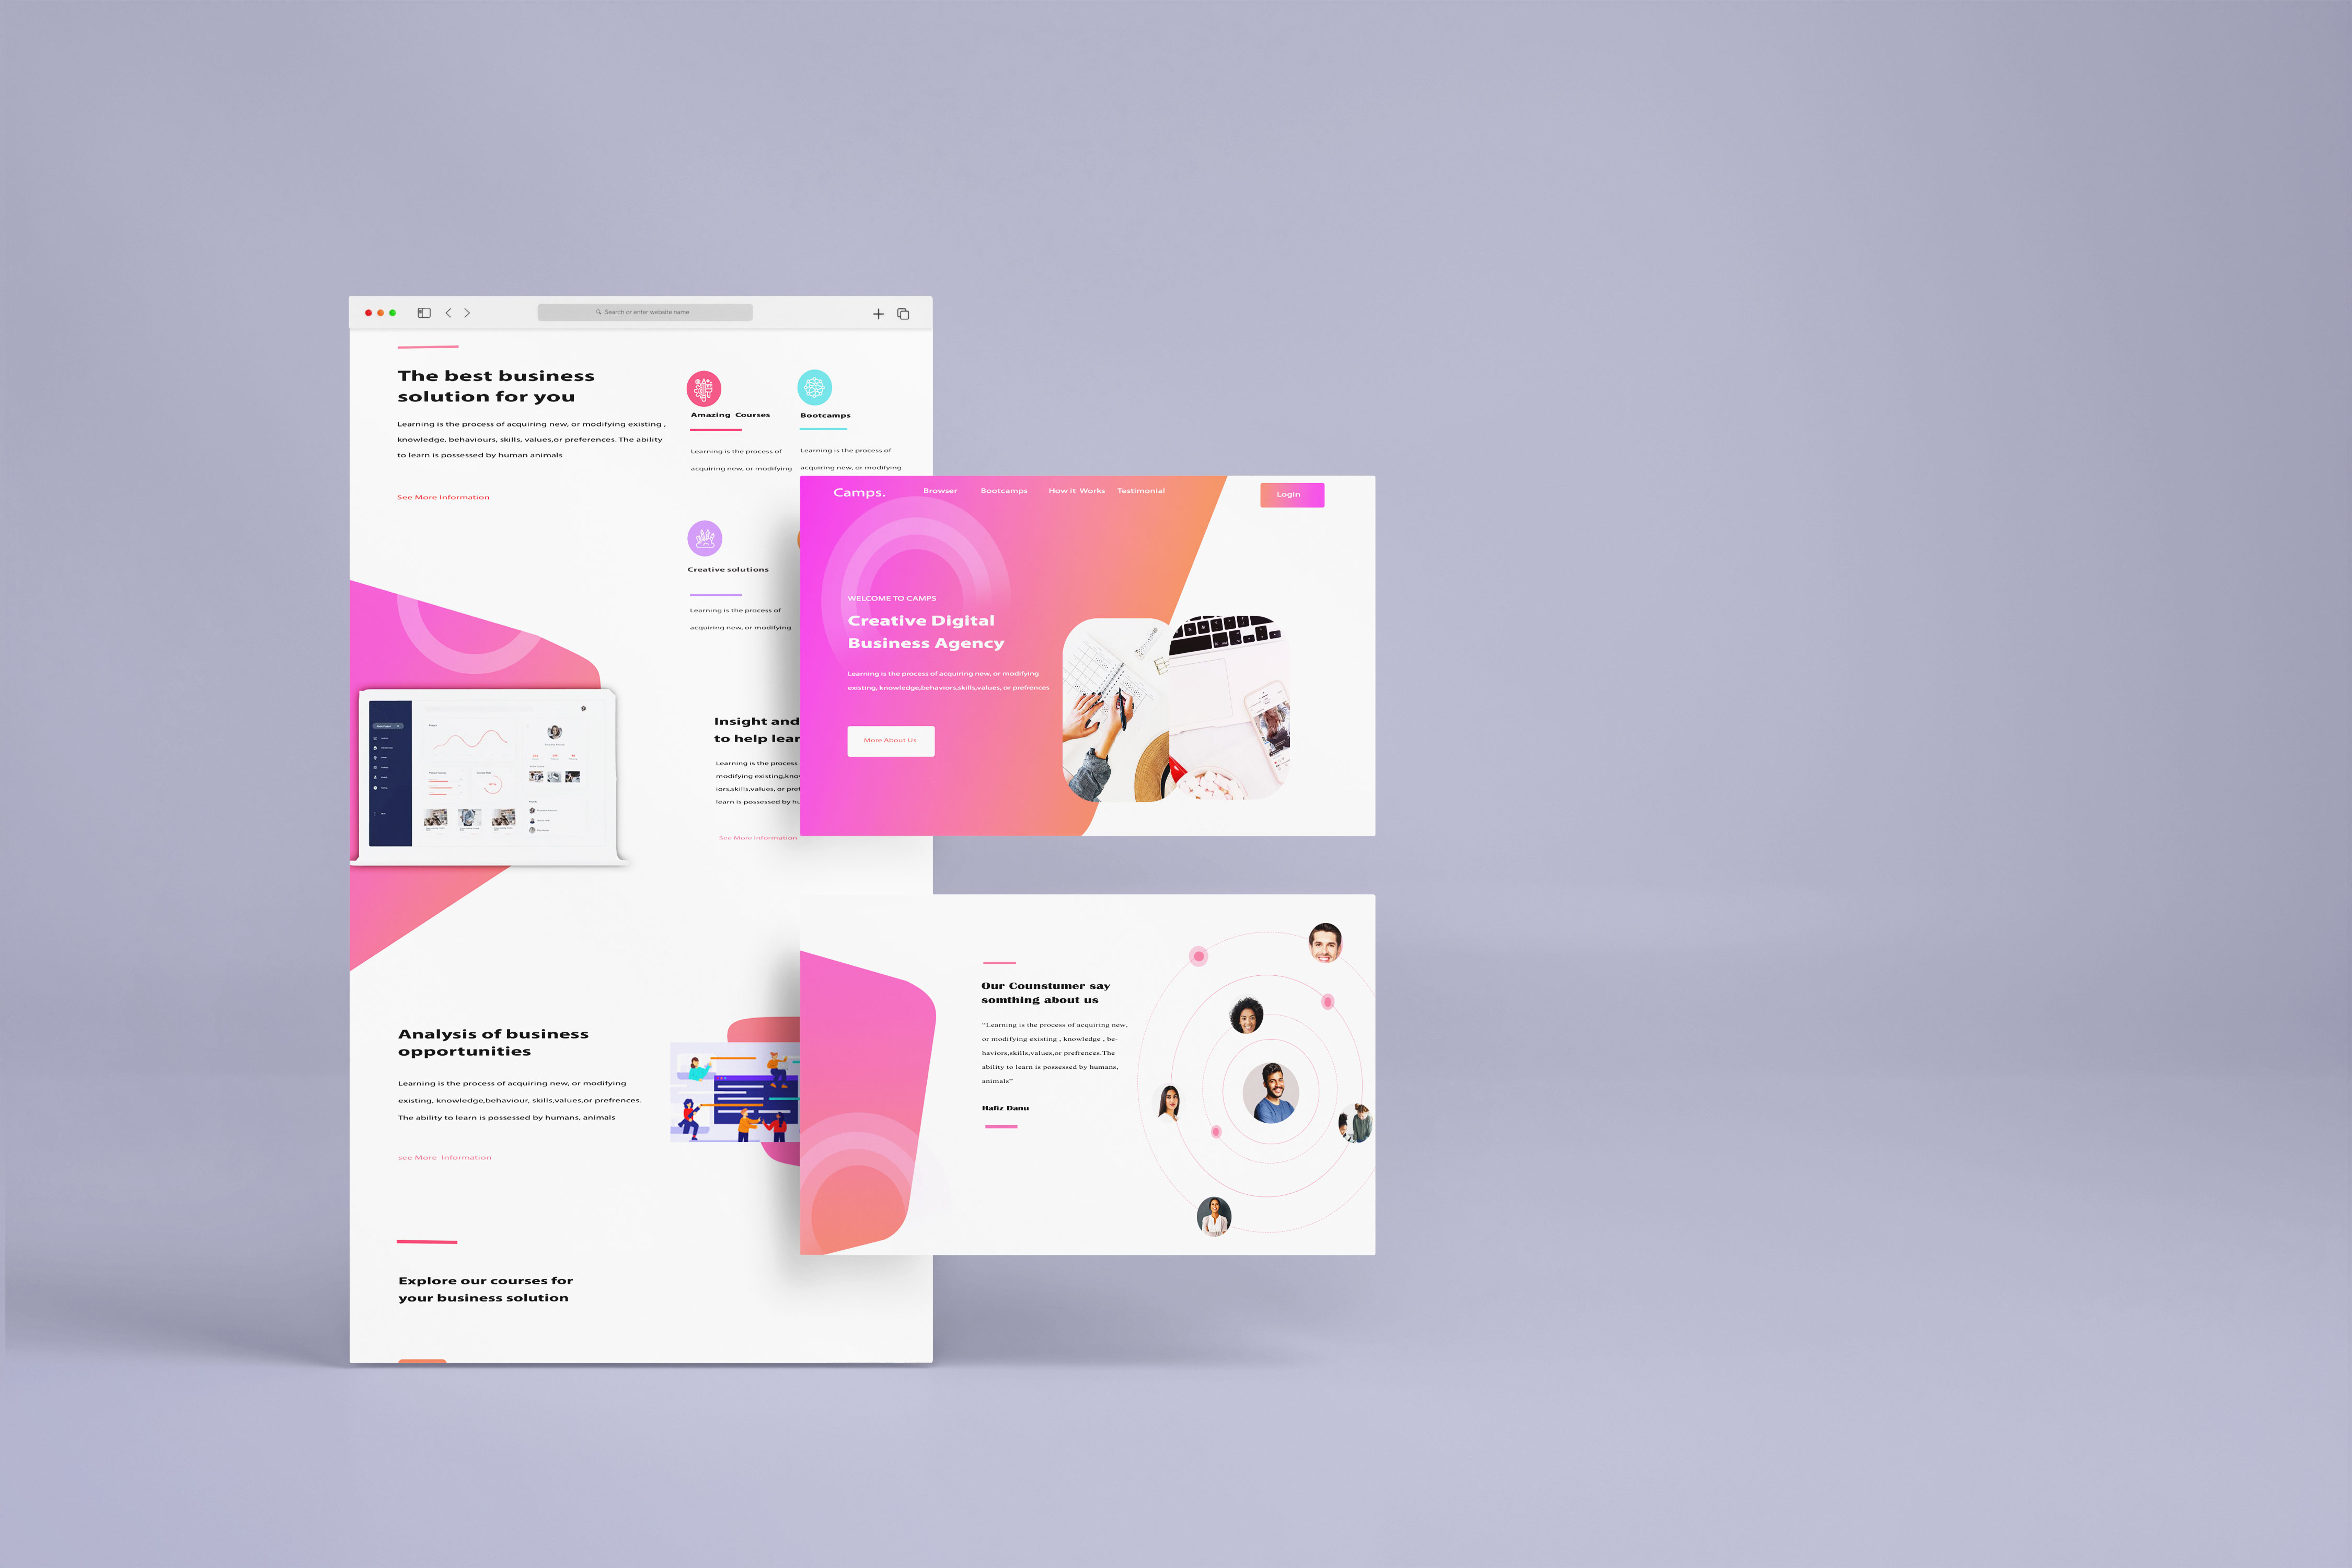 Search or enter website name
The best business
solution for you
Learning is the process of acquiring new, or modifying existing ,
knowledge, behaviours, skills, values,or preferences. The ability
to learn is possessed by human animals
See More Information
Amazing Courses
Learning is the process of
acquiring new, or modifying
Bootcamps
Learning is the process of
acquiring new, or modifying
Creative solutions
Learning is the process of
acquiring new, or modifying
Insight and
to help lear
Learning is the process
modifying existing,kno
iors,skills,values, or pref
learn is possessed by hu
See More Information
Analysis of business
opportunities
Learning is the process of acquiring new, or modifying
existing, knowledge,behaviour, skills,values,or prefrences.
The ability to learn is possessed by humans, animals
see More Information
Explore our courses for
your business solution
Camps.
Browser
Bootcamps
How it Works
Testimonial
Login
WELCOME TO CAMPS
Creative Digital
Business Agency
Learning is the process of acquiring new, or modifying
existing, knowledge,behaviors,skills,values, or prefrences
More About Us
Our Counstumer say
somthing about us
"Learning is the process of acquiring new,
or modifying existing , knowledge , be-
haviors,skills,values,or prefrences.The
ability to learn is possessed by humans,
animals"
Hafiz Danu